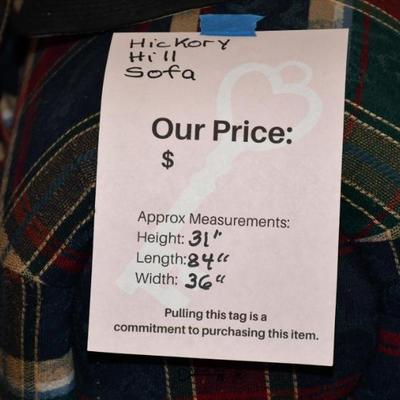 Hickory
Hill
Sofa
Our Price:
$
Approx Measurements:
Height: 31"
Length: 84"
Width: 36"
Pulling this tag is a
commitment to purchasing this item.